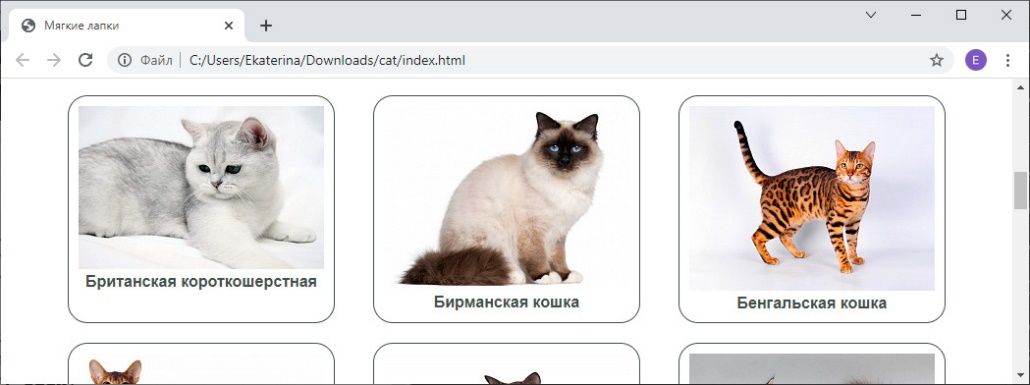 Мягкие лапки
Файл C:/Users/Ekaterina/Downloads/cat/index.html E
Британская короткошерстная
Бирманская кошка
Бенгальская кошка